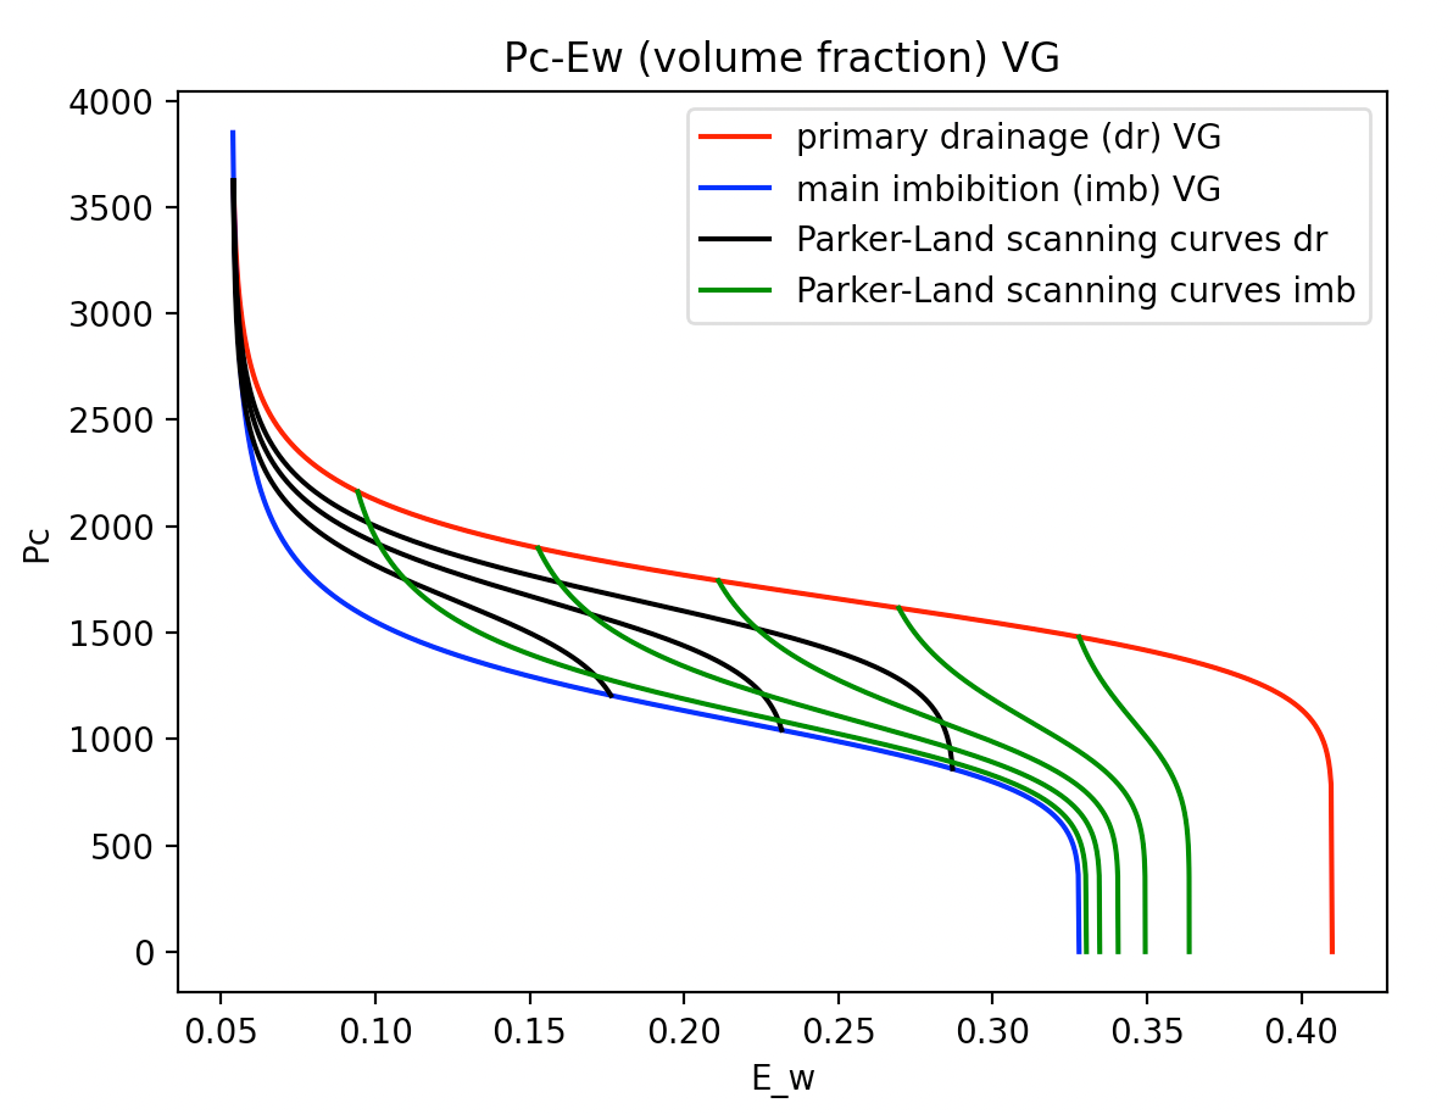 Pc-Ew (volume fraction) VG
primary drainage (dr) VG
main imbibition (imb) VG
Parker-Land scanning curves dr
Parker-Land scanning curves imb
4000
3500
3000
2500
2000
1500
1000
500
0
Pc
0.05 0.10 0.15 0.20 0.25 0.30 0.35 0.40
E_w